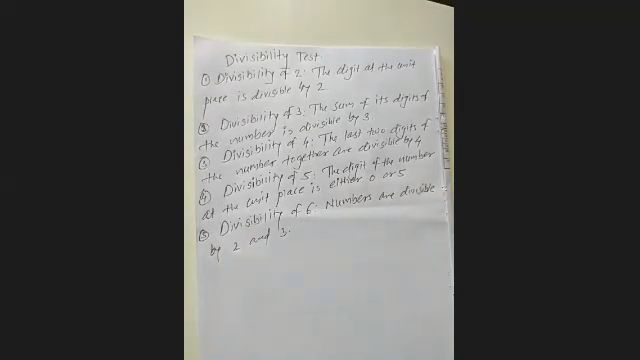 Divisibility Test
① Divisibility of 2: The digit at the unit
place is divisible by 2
② Divisibility of 3: The sum of its digits of
the number is divisible by 3.
③ Divisibility of 4: The last two digits of
the number together are divisible by 4
④ Divisibility of 5: The digit of the number
at the unit place is either 0 or 5
⑤ Divisibility of 6: Numbers are divisible
by 2 and 3.